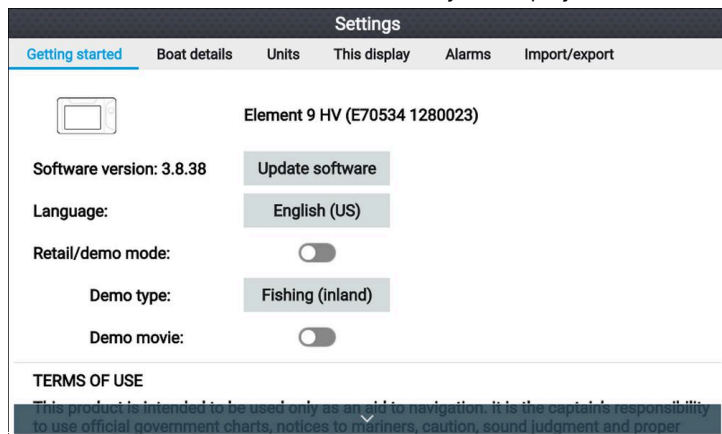 Settings
Getting started Boat details Units This display Alarms Import/export
Element 9 HV (E70534 1280023)
Software version: 3.8.38 Update software
Language: English (US)
Retail/demo mode:
Demo type: Fishing (inland)
Demo movie:
TERMS OF USE
This product is intended to be used only as an aid to navigation. It is the captain's responsibility
to use official government charts, notices to mariners, caution, sound judgment and proper